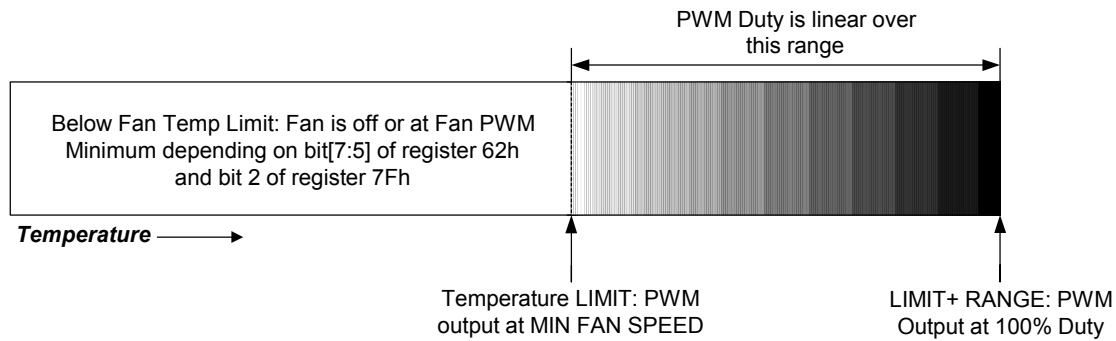 PWM Duty is linear over
this range
Below Fan Temp Limit: Fan is off or at Fan PWM
Minimum depending on bit[7:5] of register 62h
and bit 2 of register 7Fh
Temperature
Temperature LIMIT: PWM
output at MIN FAN SPEED
LIMIT+ RANGE: PWM
Output at 100% Duty